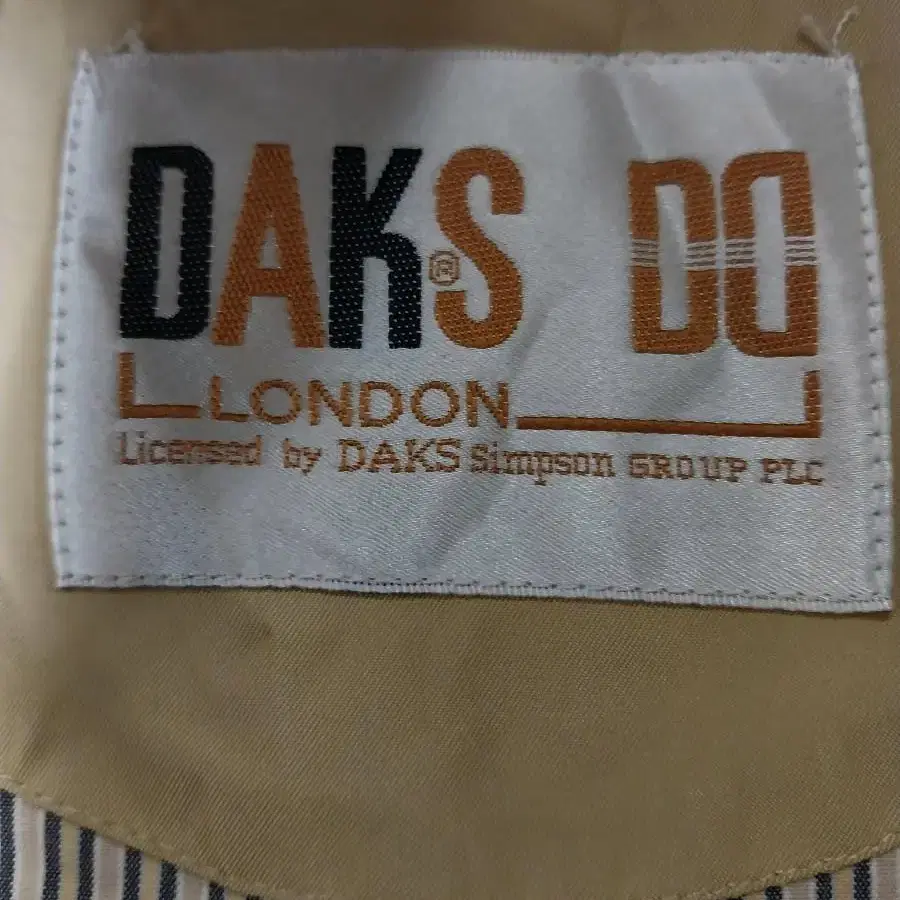 DAKS® DD
LONDON
Licensed by DAKS Simpson GROUP PLC